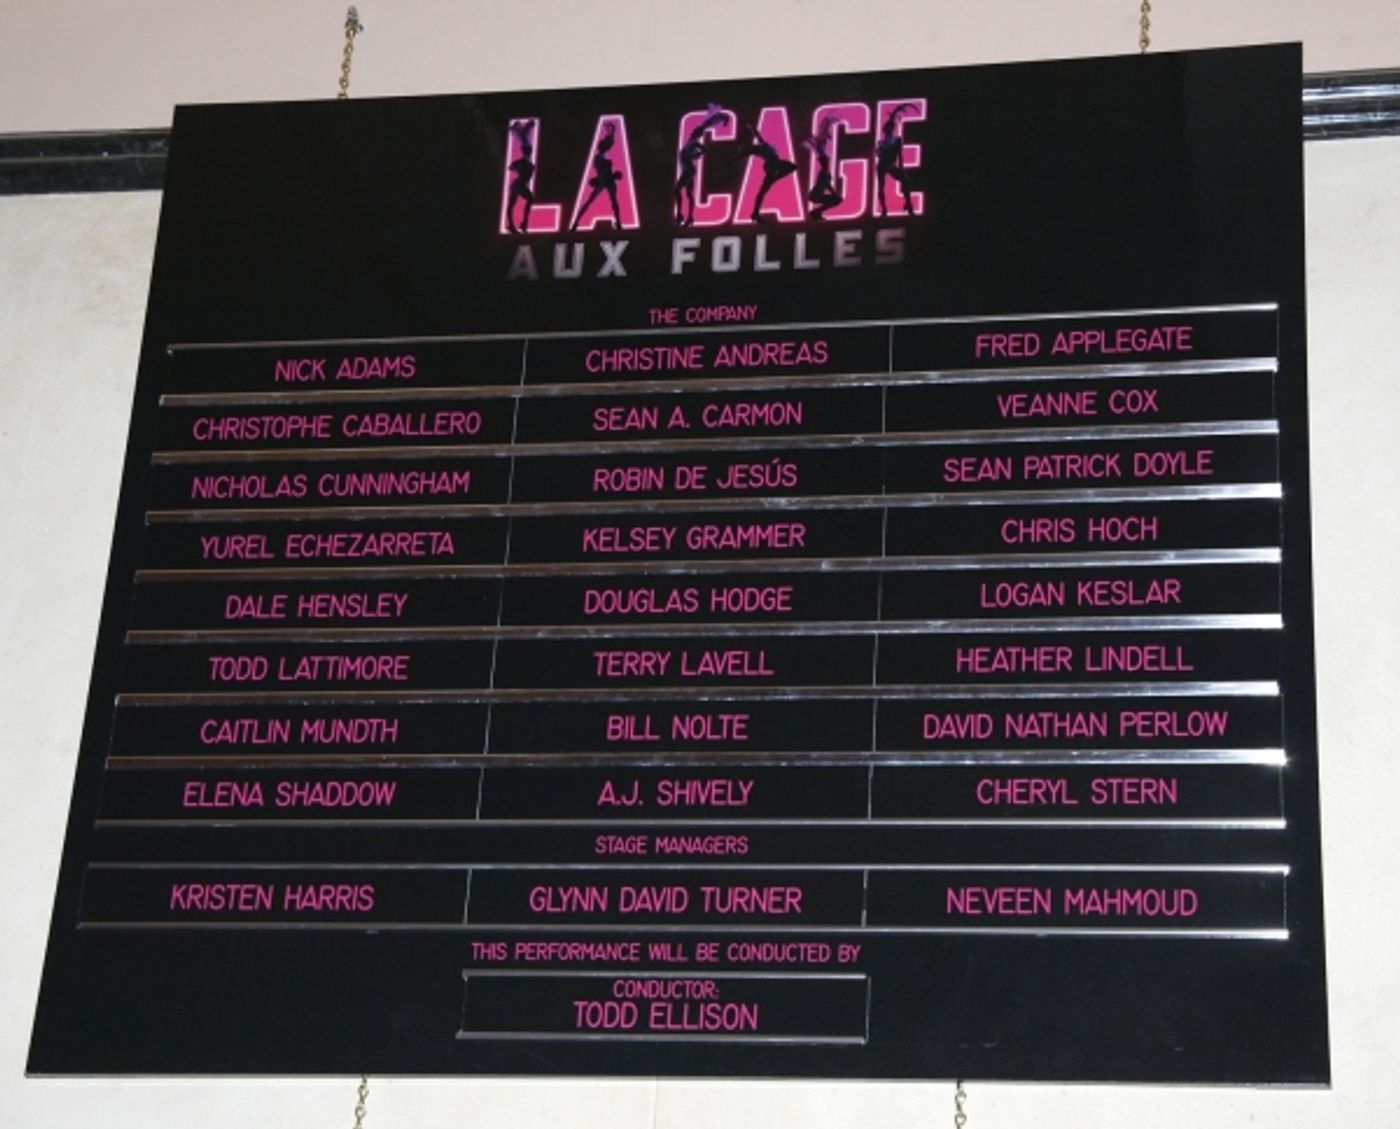 LA CAGE
AUX FOLLES
THE COMPANY
NICK ADAMS CHRISTINE ANDREAS FRED APPLEGATE
CHRISTOPHE CABALLERO SEAN A. CARMON VEANNE COX
NICHOLAS CUNNINGHAM ROBIN DE JESÚS SEAN PATRICK DOYLE
YUREL ECHEZARRETA KELSEY GRAMMER CHRIS HOCH
DALE HENSLEY DOUGLAS HODGE LOGAN KESLAR
TODD LATTIMORE TERRY LAVELL HEATHER LINDELL
CAITLIN MUNDTH BILL NOLTE DAVID NATHAN PERLOW
ELENA SHADDOW A.J. SHIVELY CHERYL STERN
STAGE MANAGERS
KRISTEN HARRIS GLYNN DAVID TURNER NEVEEN MAHMOUD
THIS PERFORMANCE WILL BE CONDUCTED BY
CONDUCTOR:
TODD ELLISON